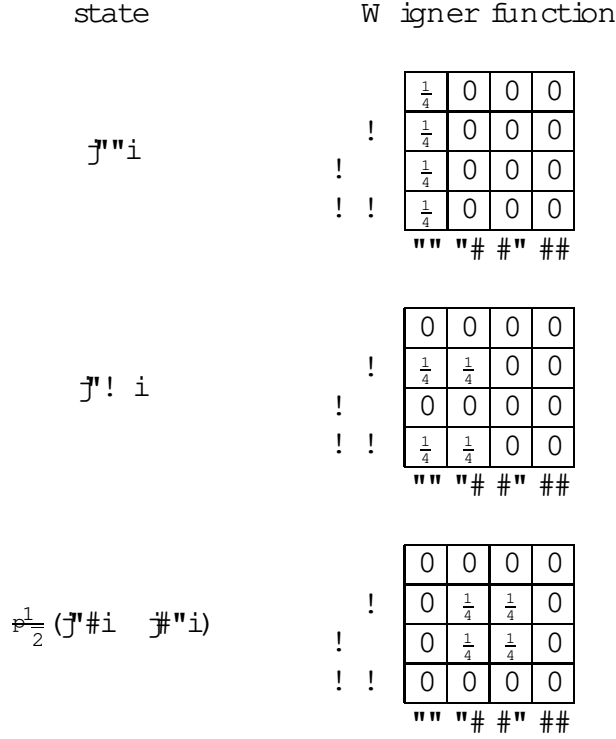 state W igner function
1/4 0 0 0
! 1/4 0 0 0
j""i
! 1/4 0 0 0
! ! 1/4 0 0 0
"" "# #" ##
0 0 0 0
! 1/4 1/4 0 0
j"! i
! 0 0 0 0
! ! 1/4 1/4 0 0
"" "# #" ##
0 0 0 0
! 0 1/4 1/4 0
p1/2 (j"#i j#"i)
! 0 1/4 1/4 0
! ! 0 0 0 0
"" "# #" ##